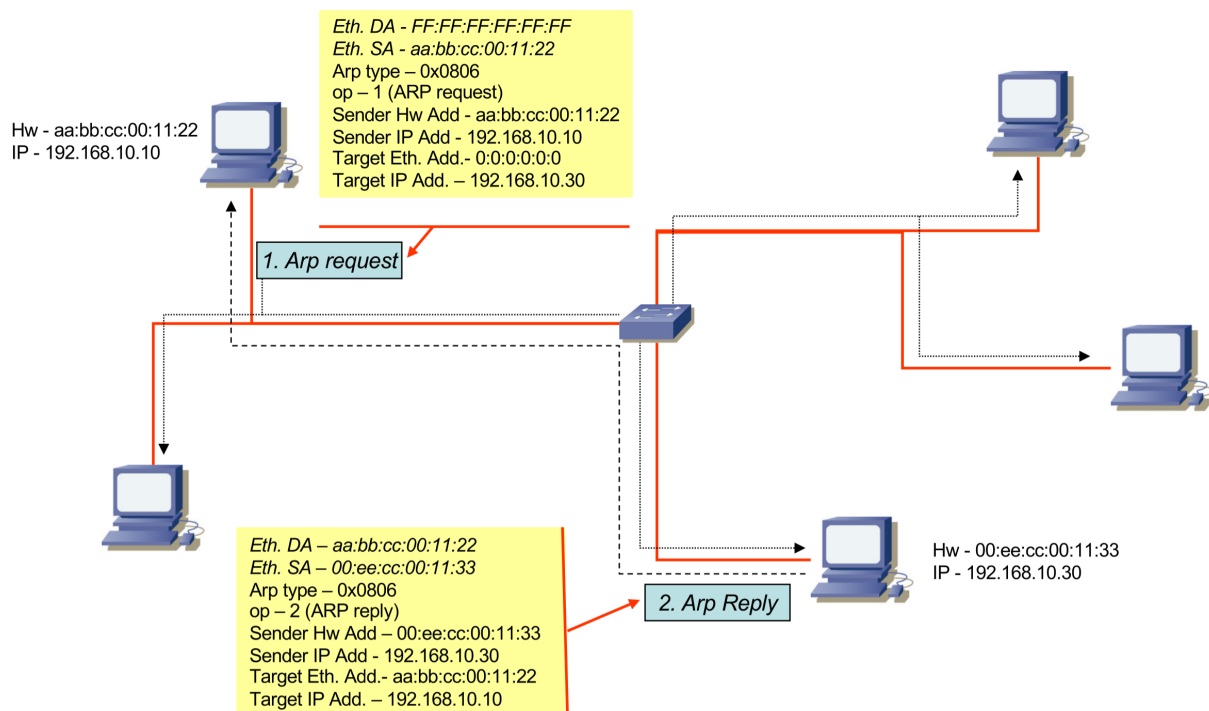 Eth. DA - FF:FF:FF:FF:FF:FF
Eth. SA - aa:bb:cc:00:11:22
Arp type – 0x0806
op – 1 (ARP request)
Sender Hw Add - aa:bb:cc:00:11:22
Sender IP Add - 192.168.10.10
Target Eth. Add.- 0:0:0:0:0:0
Target IP Add. – 192.168.10.30
Hw - aa:bb:cc:00:11:22
IP - 192.168.10.10
1. Arp request
Eth. DA – aa:bb:cc:00:11:22
Eth. SA – 00:ee:cc:00:11:33
Arp type – 0x0806
op – 2 (ARP reply)
Sender Hw Add – 00:ee:cc:00:11:33
Sender IP Add - 192.168.10.30
Target Eth. Add.- aa:bb:cc:00:11:22
Target IP Add. – 192.168.10.10
2. Arp Reply
Hw - 00:ee:cc:00:11:33
IP - 192.168.10.30